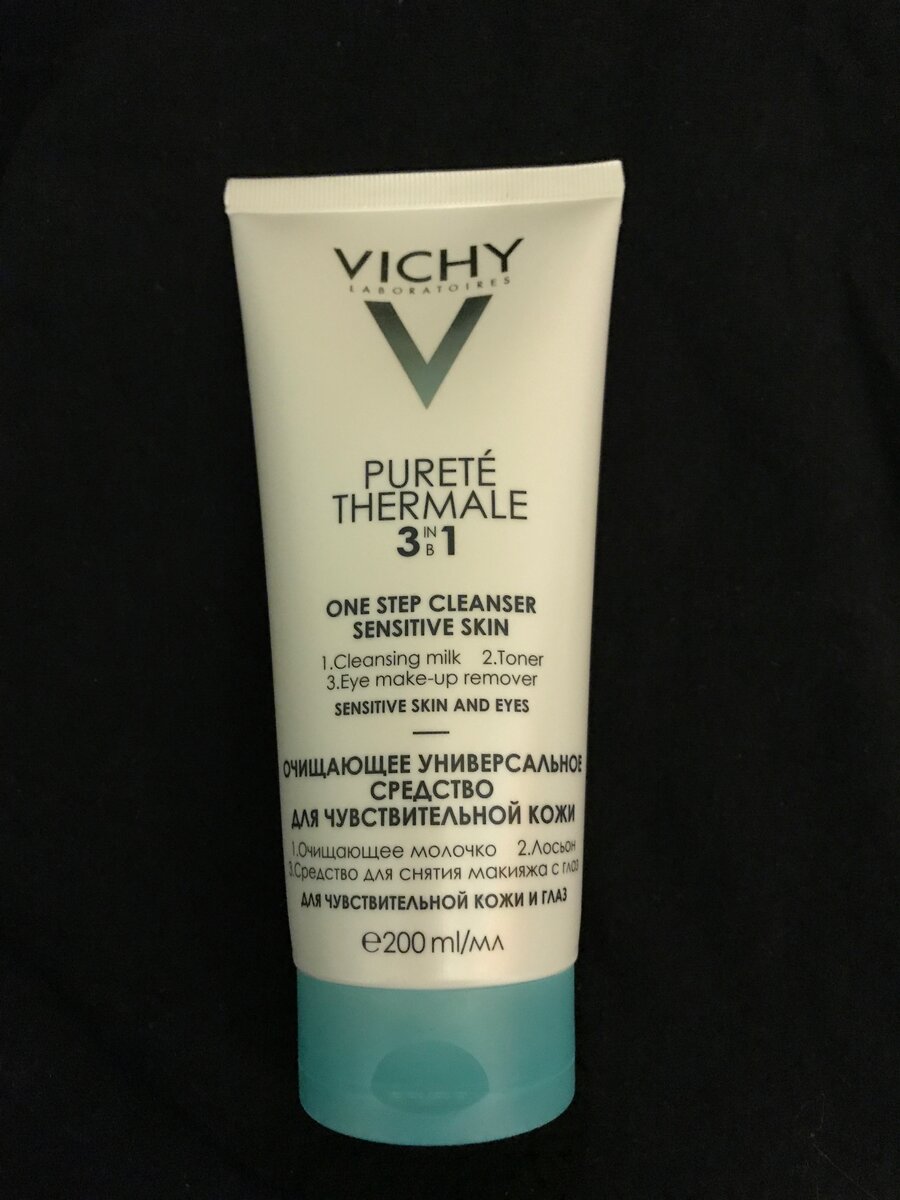 VICHY
LABORATOIRES
PURETÉ
THERMALE
3 IN В 1
ONE STEP CLEANSER
SENSITIVE SKIN
1.Cleansing milk 2.Toner
3.Eye make-up remover
SENSITIVE SKIN AND EYES
ОЧИЩАЮЩЕЕ УНИВЕРСАЛЬНОЕ
СРЕДСТВО
ДЛЯ ЧУВСТВИТЕЛЬНОЙ КОЖИ
1.Очищающее молочко 2.Лосьон
3.Средство для снятия макияжа с глаз
ДЛЯ ЧУВСТВИТЕЛЬНОЙ КОЖИ И ГЛАЗ
℮200 ml/мл